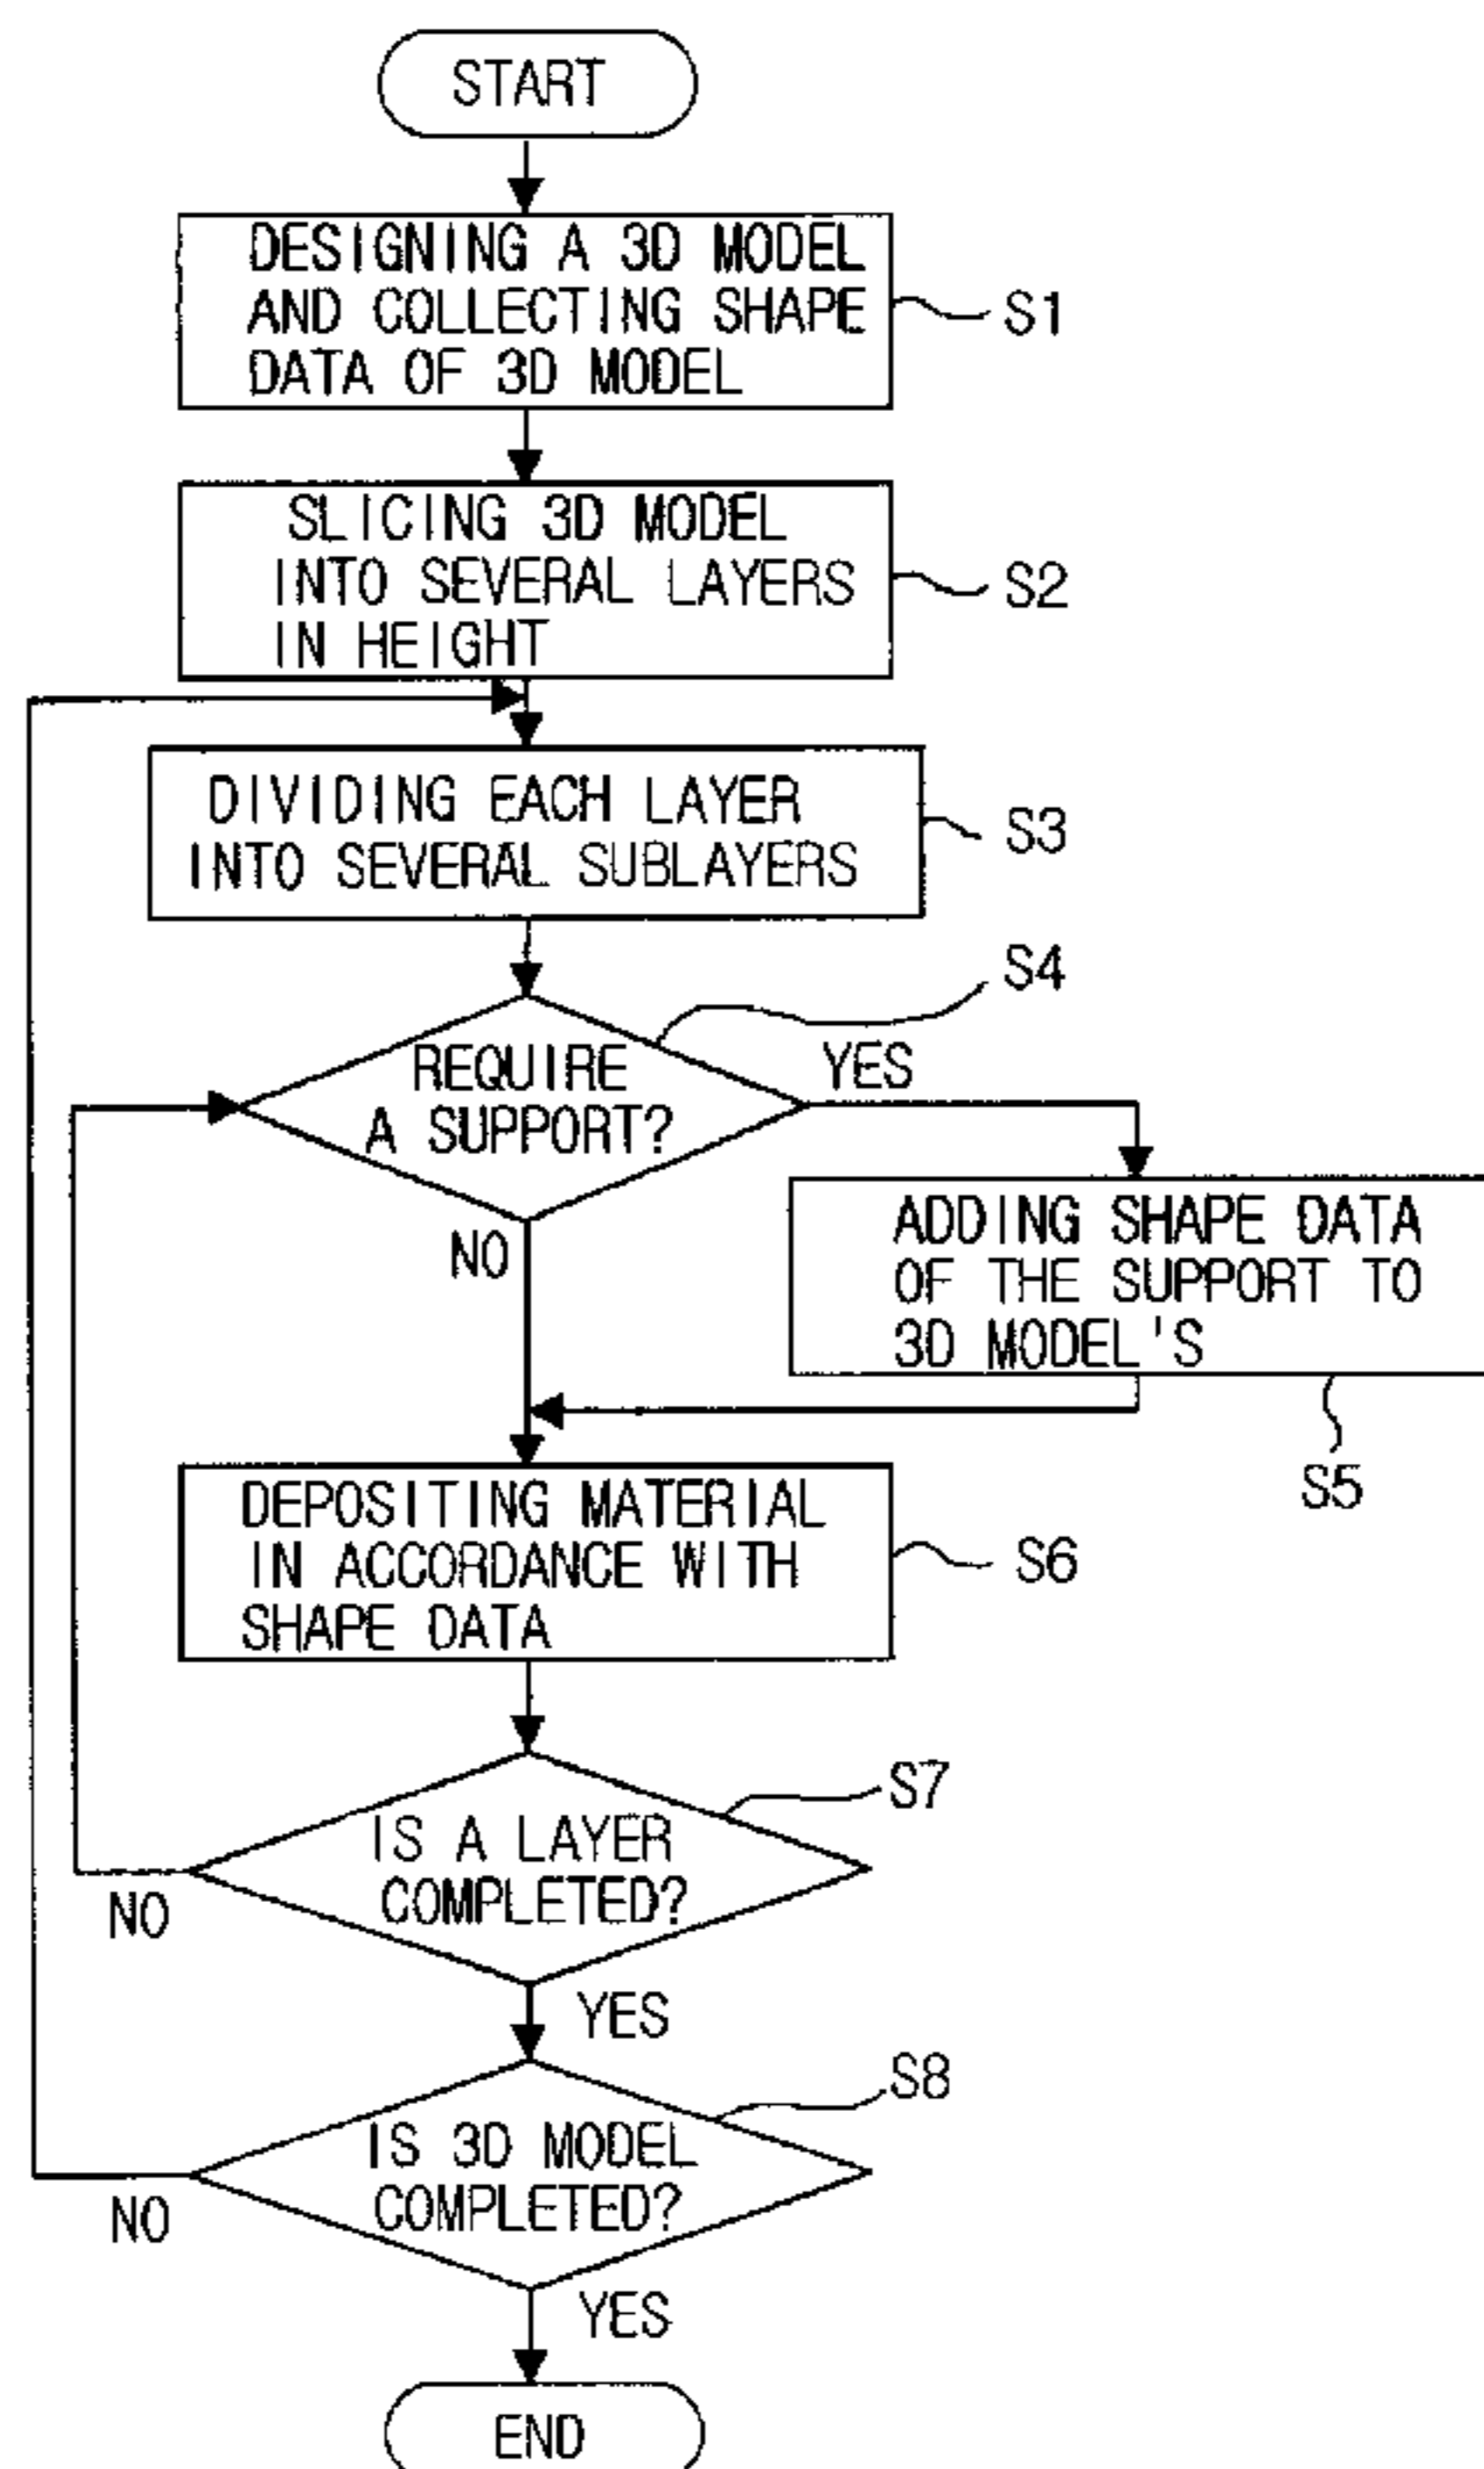 START
DESIGNING A 3D MODEL
AND COLLECTING SHAPE
DATA OF 3D MODEL
S1
SLICING 3D MODEL
INTO SEVERAL LAYERS
IN HEIGHT
S2
DIVIDING EACH LAYER
INTO SEVERAL SUBLAYERS
S3
S4
REQUIRE
A SUPPORT?
YES
NO
ADDING SHAPE DATA
OF THE SUPPORT TO
3D MODEL'S
S5
DEPOSITING MATERIAL
IN ACCORDANCE WITH
SHAPE DATA
S6
S7
IS A LAYER
COMPLETED?
NO
YES
S8
IS 3D MODEL
COMPLETED?
NO
YES
END